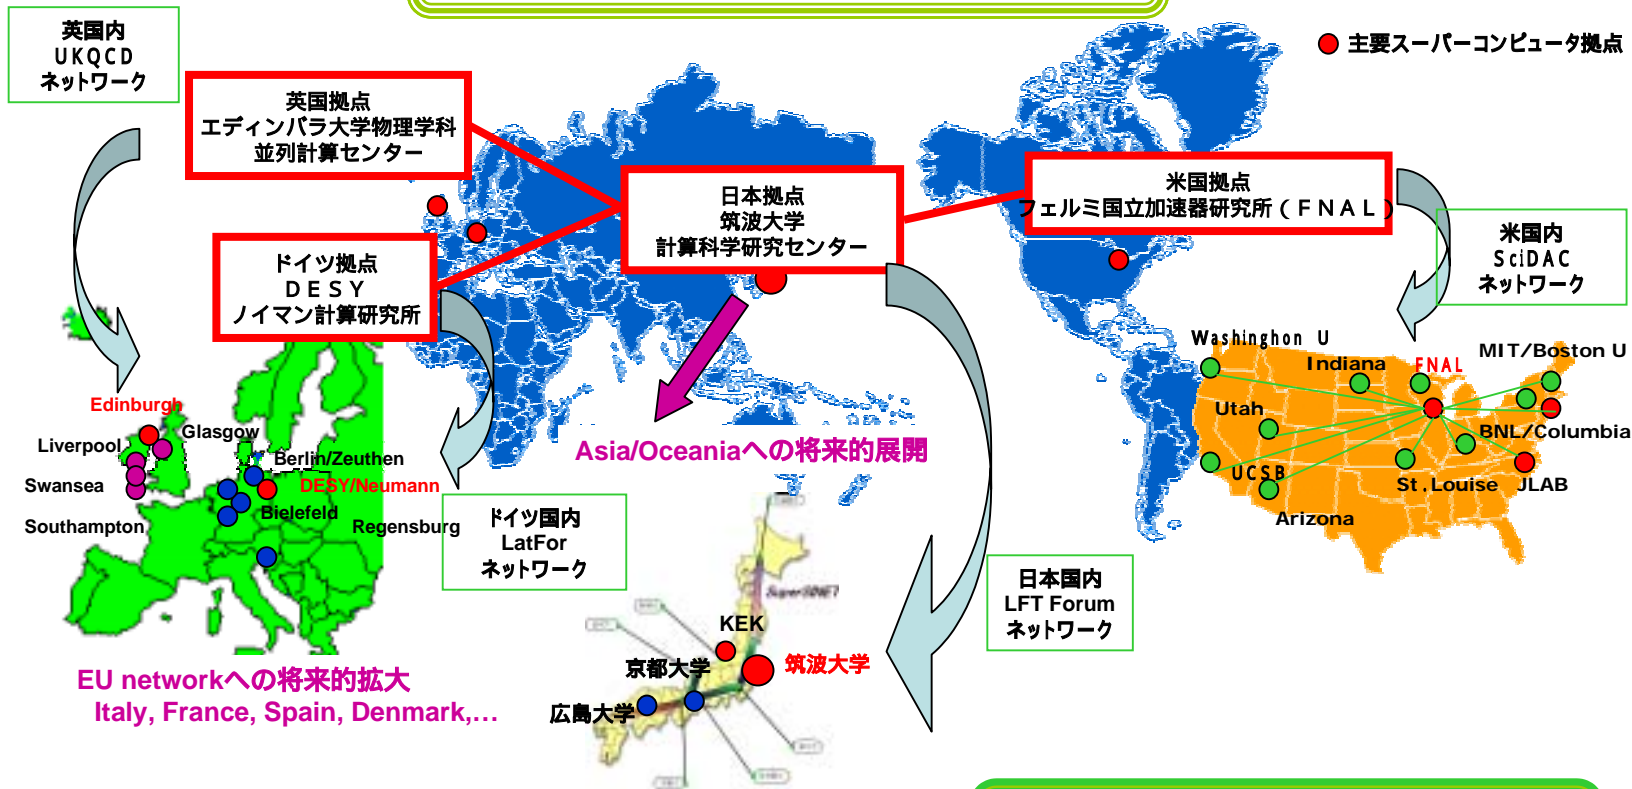 英国内
UKQCD
ネットワーク
主要スーパーコンピュータ拠点
英国拠点
エディンバラ大学物理学科
並列計算センター
日本拠点
筑波大学
計算科学研究センター
米国拠点
フェルミ国立加速器研究所（ＦＮＡＬ）
米国内
SciDAC
ネットワーク
ドイツ拠点
ＤＥＳＹ
ノイマン計算研究所
Washinghon U
Indiana
FNAL
MIT/Boston U
Utah
BNL/Columbia
UCSB
St.Louise
JLAB
Arizona
Edinburgh
Liverpool
Glasgow
Berlin/Zeuthen
Swansea
DESY/Neumann
Southampton
Bielefeld
Regensburg
Asia/Oceaniaへの将来的展開
ドイツ国内
LatFor
ネットワーク
日本国内
LFT Forum
ネットワーク
SuperSINET
KEK
京都大学
筑波大学
広島大学
EU networkへの将来的拡大
Italy, France, Spain, Denmark,…